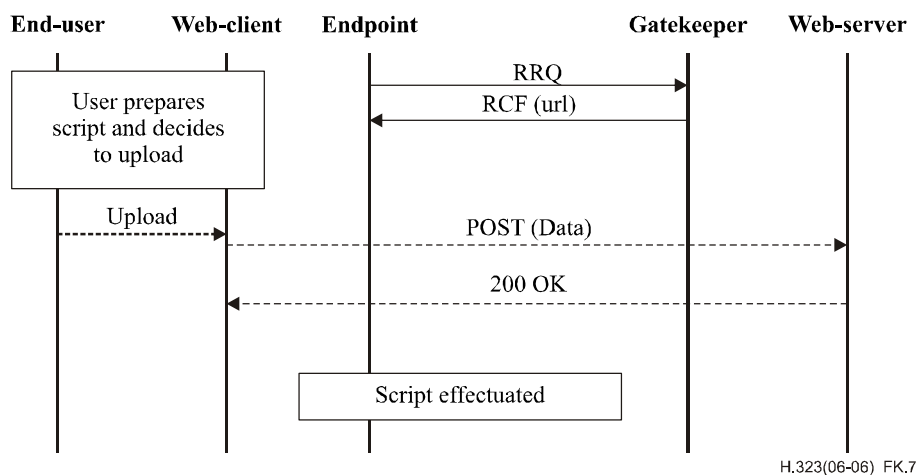 End-user Web-client Endpoint Gatekeeper Web-server
RRQ
RCF (url)
User prepares
script and decides
to upload
Upload
POST (Data)
200 OK
Script effectuated
H.323(06-06)_FK.7